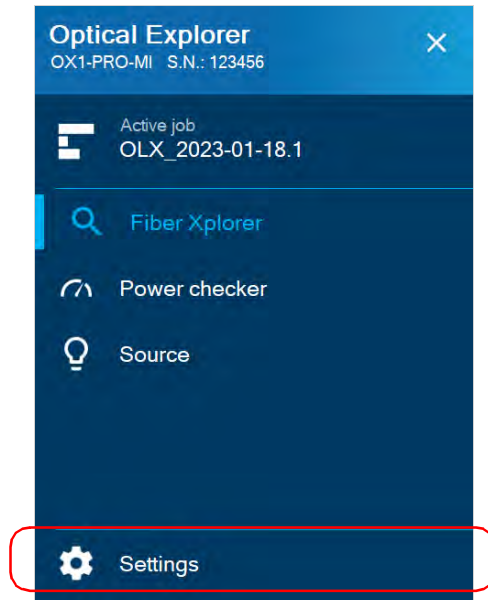 Optical Explorer
OX1-PRO-MI S.N.: 123456
Active job
OLX_2023-01-18.1
Fiber Xplorer
Power checker
Source
Settings